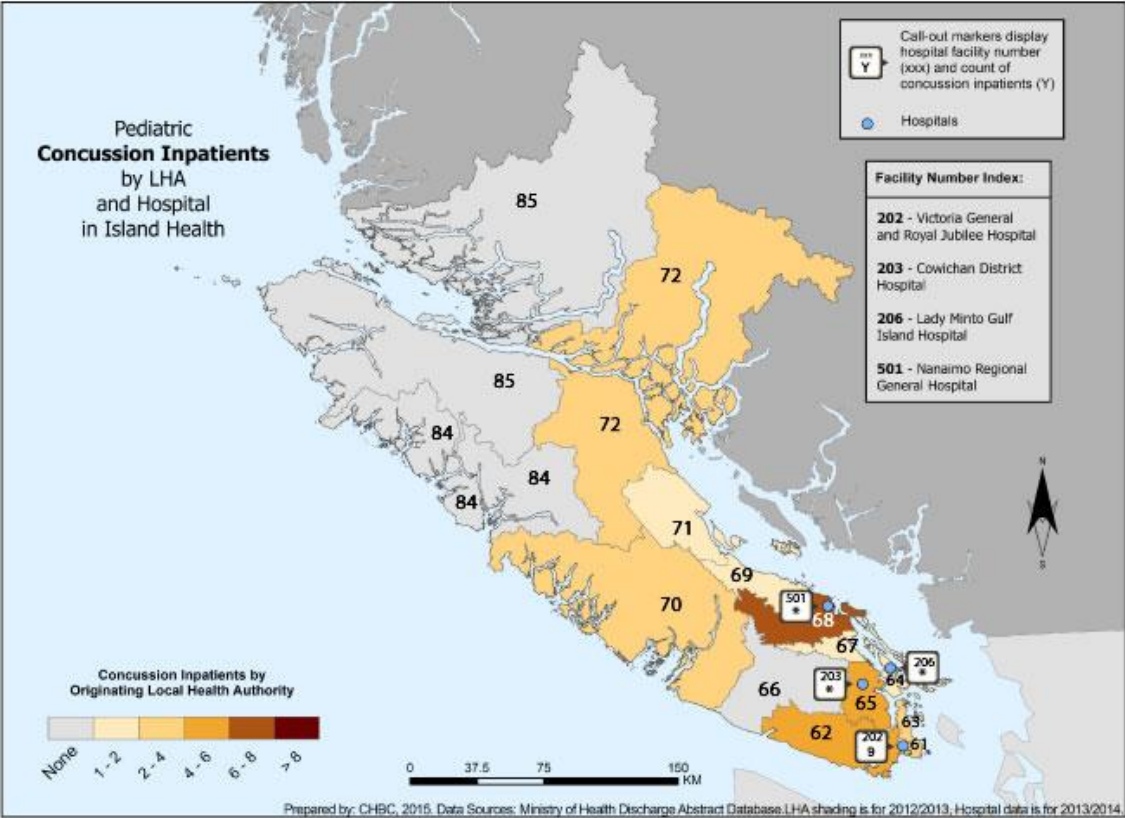 Pediatric
Concussion Inpatients
by LHA
and Hospital
in Island Health
xxx
Y
Call-out markers display
hospital facility number
(xxx) and count of
concussion inpatients (Y)
Hospitals
Facility Number Index:
202 - Victoria General
and Royal Jubilee Hospital
203 - Cowichan District
Hospital
206 - Lady Minto Gulf
Island Hospital
501 - Nanaimo Regional
General Hospital
85
72
85
72
84
84
84
71
69
70
501
*
68
67
206
*
64
203
*
66
65
63
62
202
9
61
N
S
Concussion Inpatients by
Originating Local Health Authority
None
1 - 2
2 - 4
4 - 6
6 - 8
> 8
0 37.5 75 150
KM
Prepared by: CHBC, 2015. Data Sources: Ministry of Health Discharge Abstract Database.LHA shading is for 2012/2013, Hospital data is for 2013/2014.